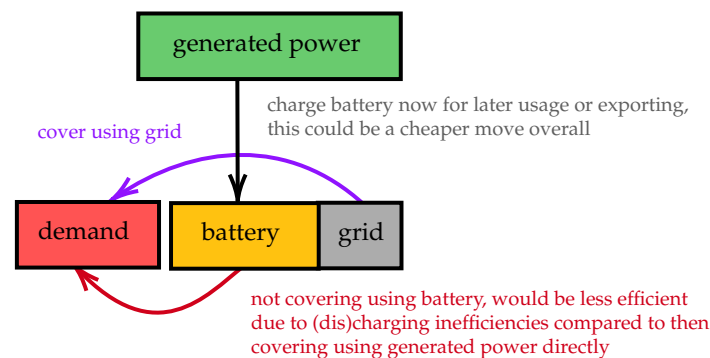 generated power
charge battery now for later usage or exporting,
this could be a cheaper move overall
cover using grid
demand
battery
grid
not covering using battery, would be less efficient
due to (dis)charging inefficiencies compared to then
covering using generated power directly